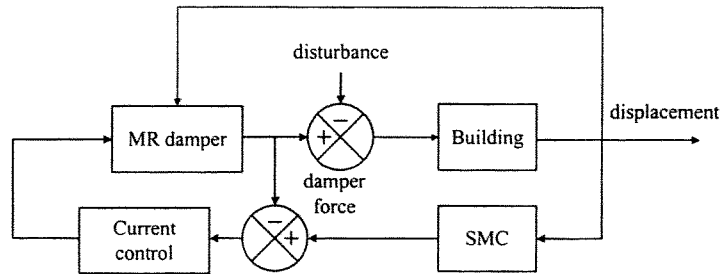 disturbance
displacement
MR damper
+
−
Building
damper
force
Current
control
−
+
SMC